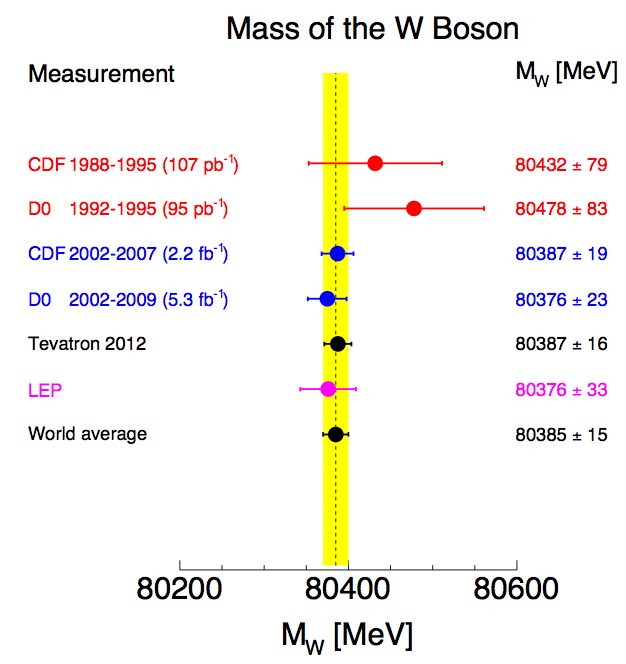 Mass of the W Boson
Measurement M_W [MeV]
CDF 1988-1995 (107 pb⁻¹) 80432 ± 79
D0 1992-1995 (95 pb⁻¹) 80478 ± 83
CDF 2002-2007 (2.2 fb⁻¹) 80387 ± 19
D0 2002-2009 (5.3 fb⁻¹) 80376 ± 23
Tevatron 2012 80387 ± 16
LEP 80376 ± 33
World average 80385 ± 15
80200 80400 80600
M_W [MeV]